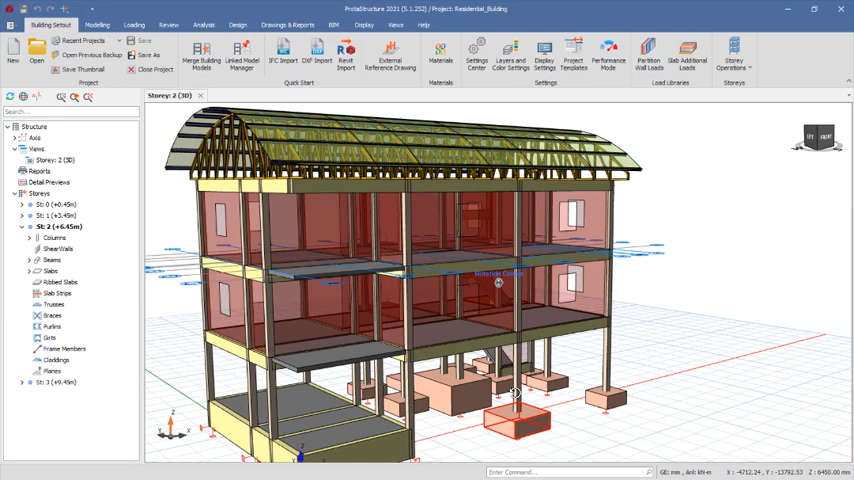 ProtaStructure 2021 (5.1.252) | Project: Residential_Building
Building Setout Modelling Loading Review Analysis Design Drawings & Reports BIM Display Views Help
New
Open
Recent Projects
Open Previous Backup
Save Thumbnail
Save
Save As
Close Project
Project
Merge Building Models
Linked Model Manager
IFC Import
DXF Import
Revit Import
External Reference Drawing
Quick Start
Materials
Materials
Settings Center
Layers and Color Settings
Display Settings
Project Templates
Performance Mode
Settings
Partition Wall Loads
Slab Additional Loads
Load Libraries
Storey Operations
Storeys
Storey: 2 (3D)
Search...
Structure
Axis
Views
Storey: 2 (3D)
Reports
Detail Previews
Storeys
St: 0 (+0.45m)
St: 1 (+3.45m)
St: 2 (+6.45m)
Columns
ShearWalls
Beams
Slabs
Ribbed Slabs
Slab Strips
Trusses
Braces
Purlins
Girts
Frame Members
Claddings
Planes
St: 3 (+9.45m)
LEFT FRONT
Rotation Center
Z
Y
X
Z
Enter Command...
GE: mm, An: kN-m X: -4712.24, Y: -13792.53 Z: 6450.00 mm